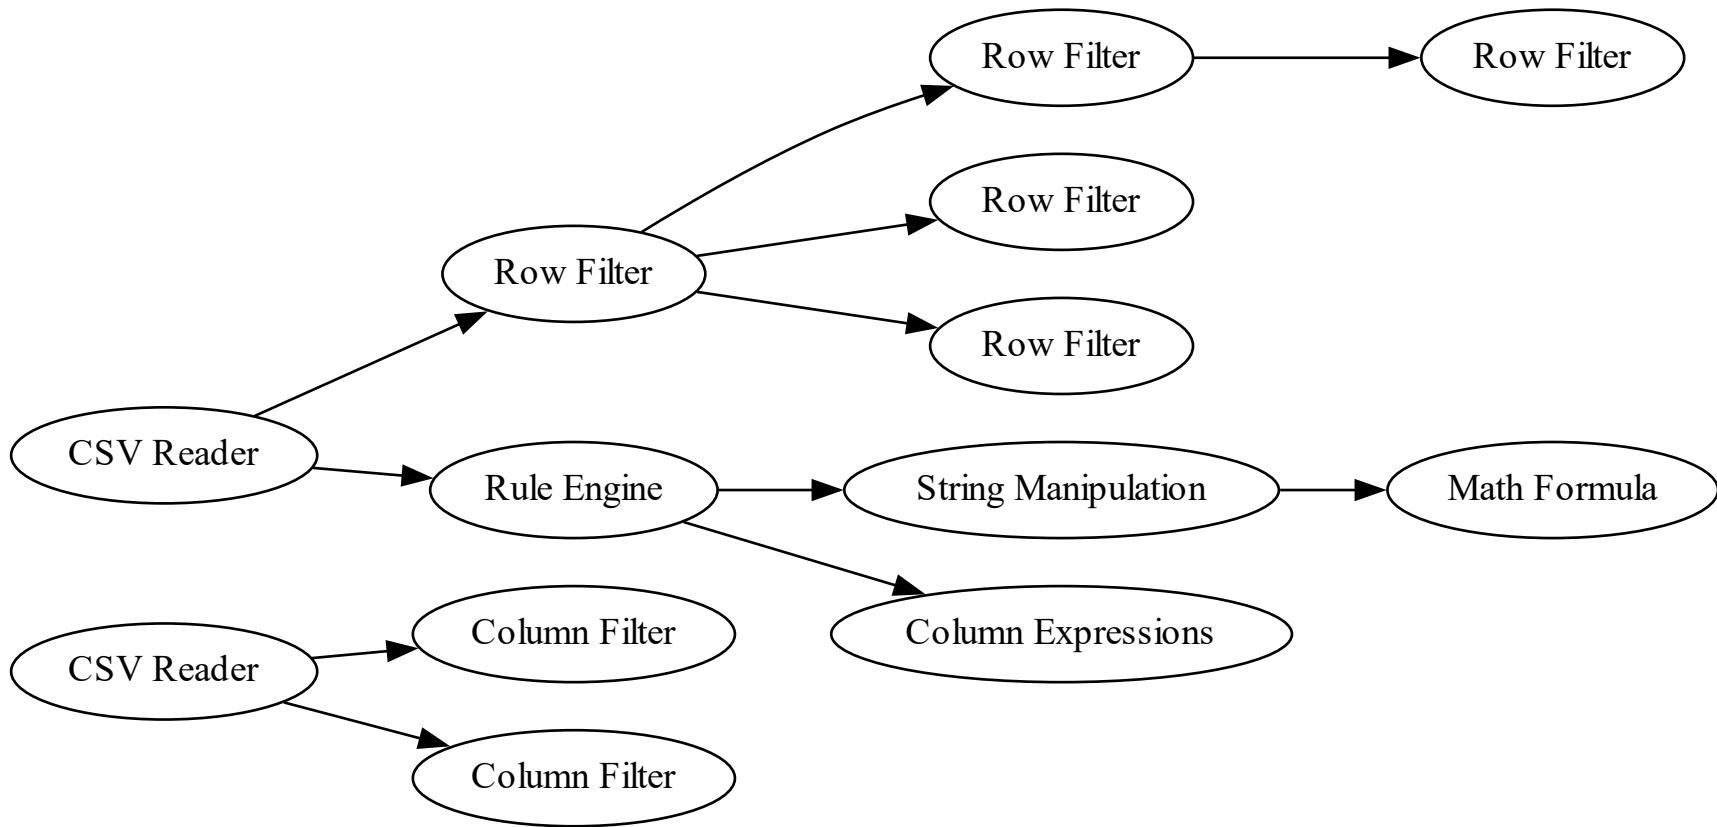 Row Filter
Row Filter
Row Filter
Row Filter
Row Filter
CSV Reader
Rule Engine
String Manipulation
Math Formula
Column Filter
Column Expressions
CSV Reader
Column Filter